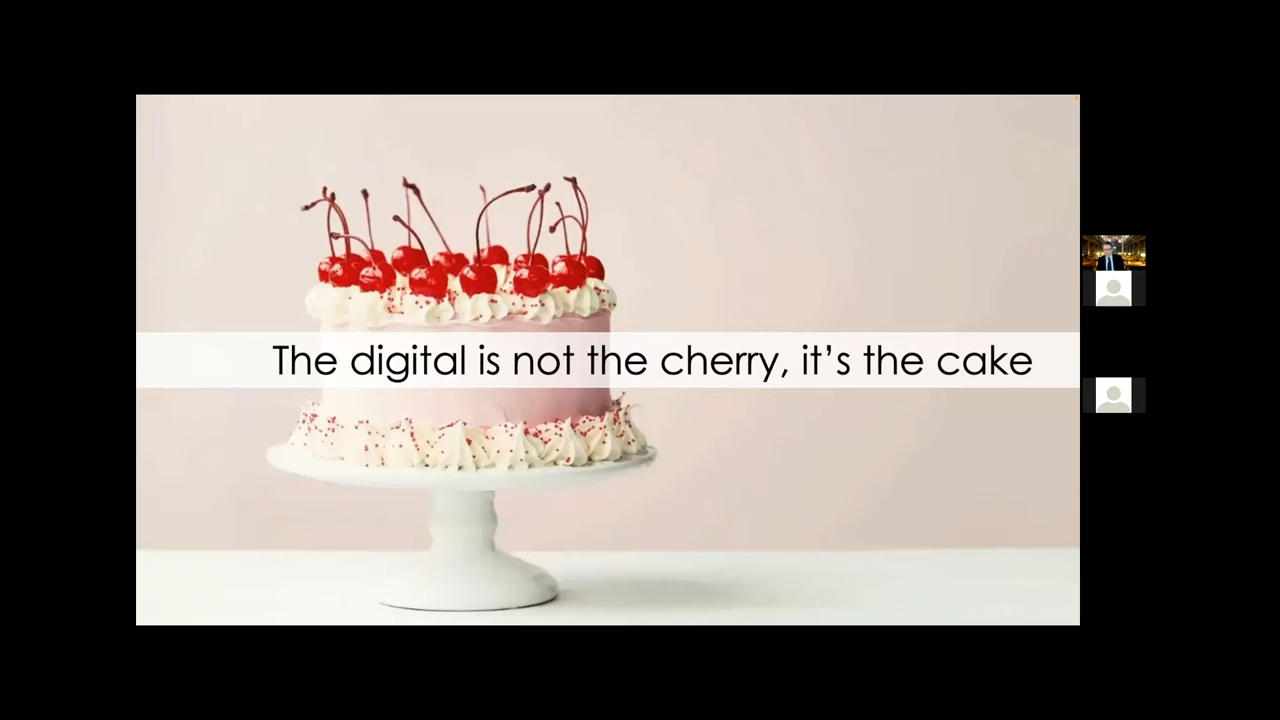 The digital is not the cherry, it’s the cake